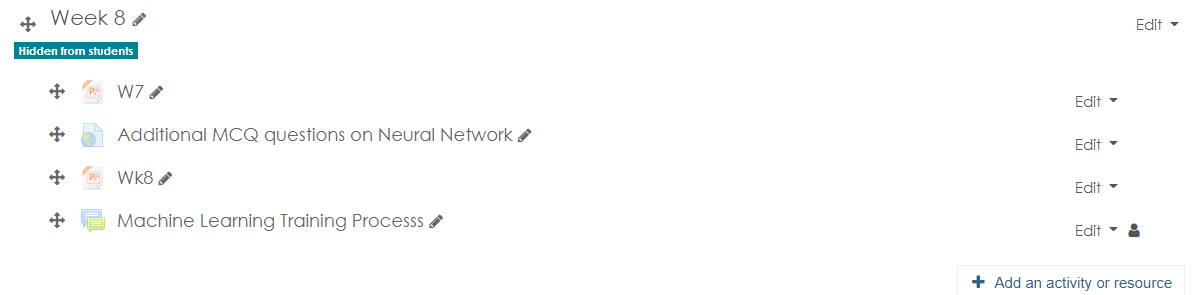 Week 8
Edit
Hidden from students
W7
Edit
Additional MCQ questions on Neural Network
Edit
Wk8
Edit
Machine Learning Training Processs
Edit
Add an activity or resource